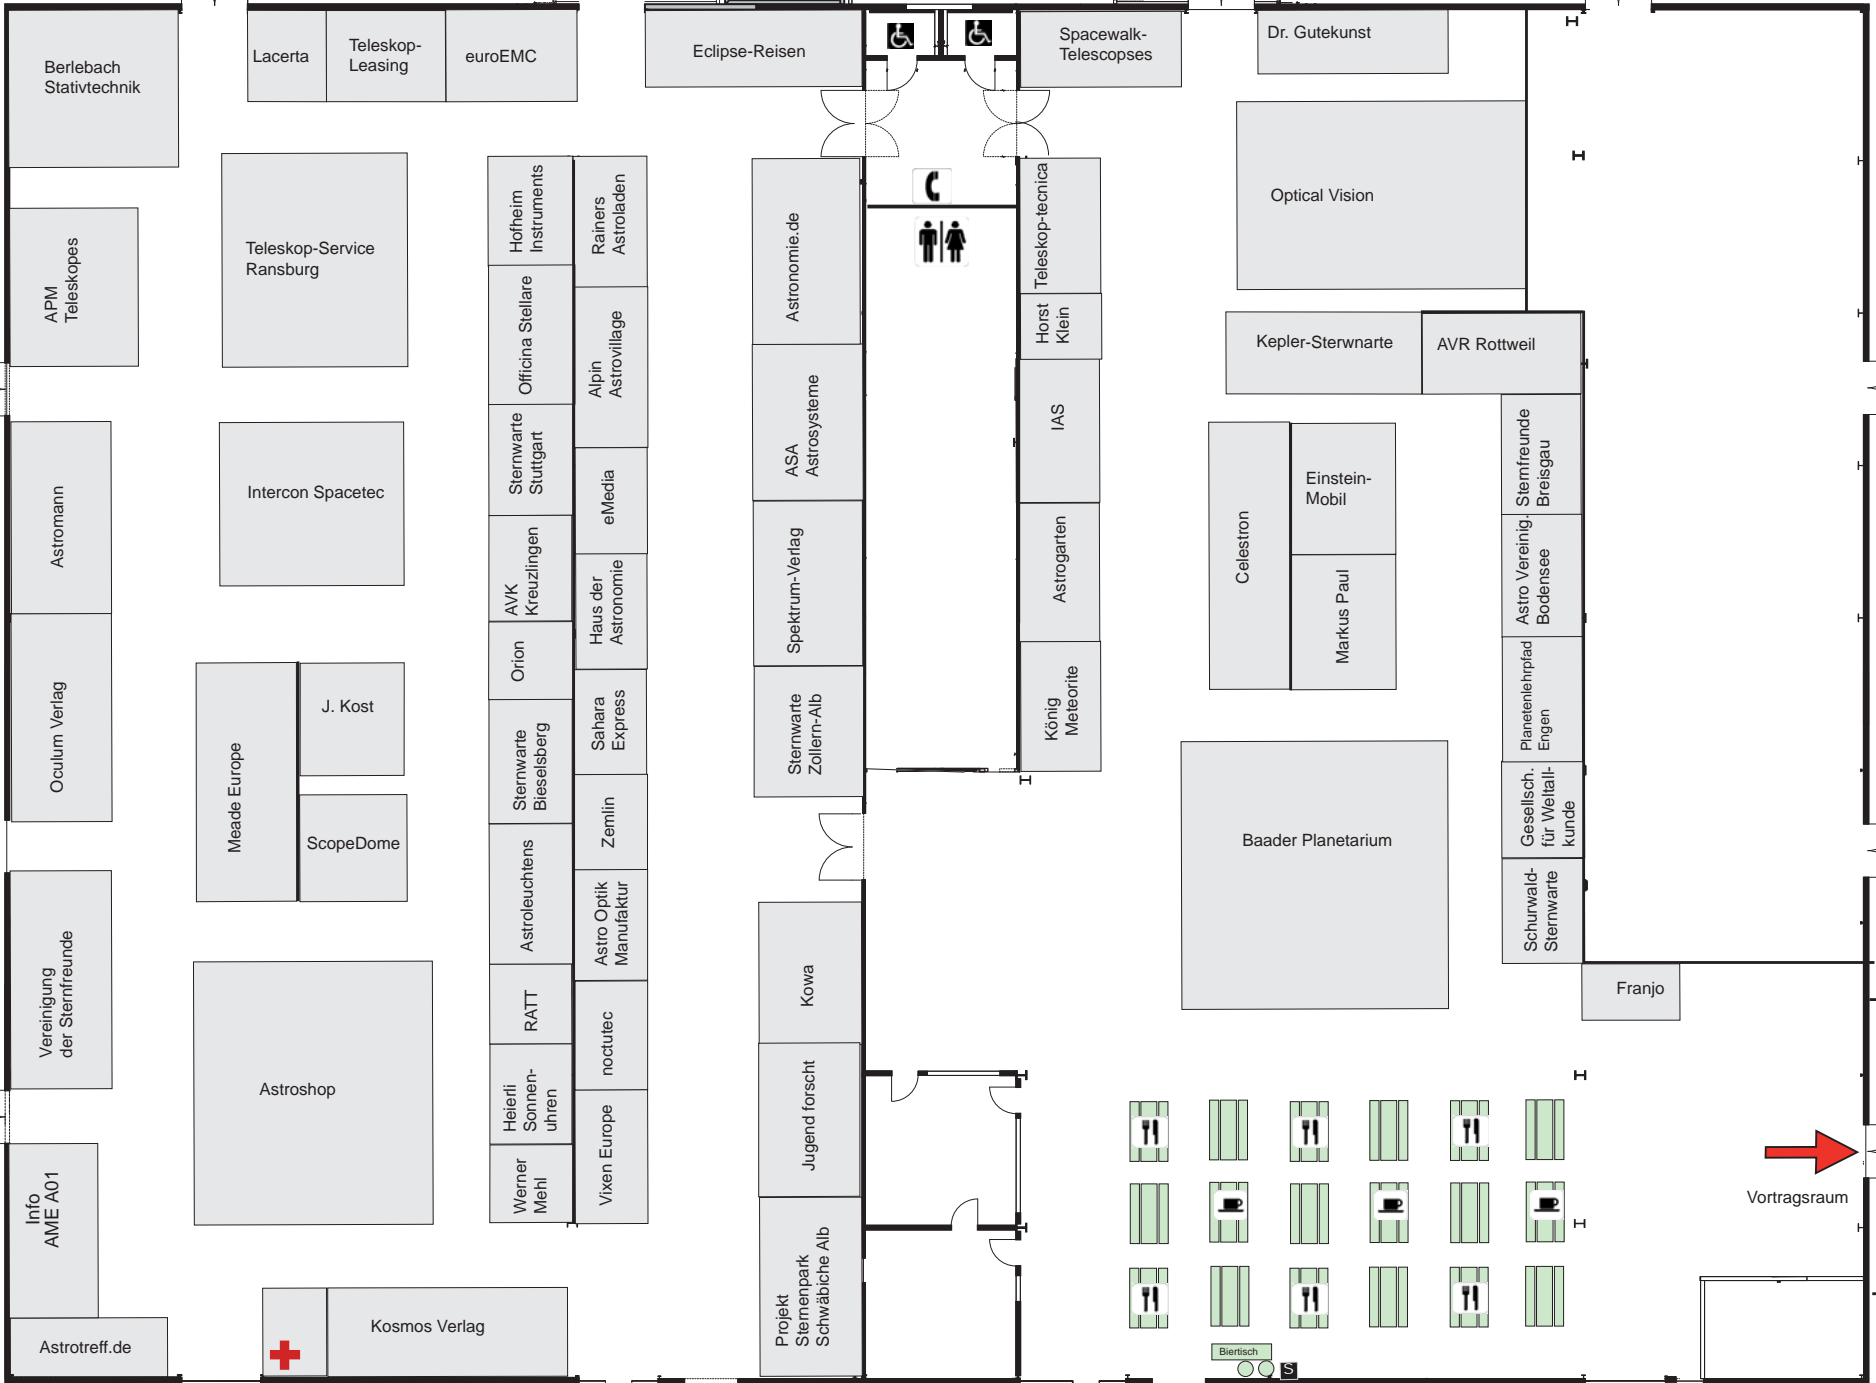 Berlebach
Stativtechnik
Lacerta
Teleskop-
Leasing
euroEMC
Eclipse-Reisen
Spacewalk-
Telescopses
Dr. Gutekunst
APM
Teleskopes
Teleskop-Service
Ransburg
Hofheim
Instruments
Rainers
Astroladen
Officina Stellare
Alpin
Astrovillage
Astronomie.de
Teleskop-tecnica
Horst
Klein
Optical Vision
Kepler-Sterwnarte
AVR Rottweil
Astromann
Intercon Spacetec
Sternwarte
Stuttgart
eMedia
ASA
Astrosysteme
IAS
Celestron
Einstein-
Mobil
Sternfreunde
Breisgau
AVK
Kreuzlingen
Haus der
Astronomie
Spektrum-Verlag
Astrogarten
Markus Paul
Astro Vereinig.
Bodensee
Oculum Verlag
Meade Europe
J. Kost
ScopeDome
Orion
Sahara
Express
Sternwarte
Bieselsberg
Zemlin
Sternwarte
Zollern-Alb
König
Meteorite
Planetenlehrpfad
Engen
Baader Planetarium
Gesellsch.
für Weltall-
kunde
Schurwald-
Sternwarte
Vereinigung
der Sternfreunde
Astroshop
Astroleuchtens
Astro Optik
Manufaktur
RATT
noctutec
Kowa
Franjo
Heierli
Sonnen-
uhren
Vixen Europe
Jugend forscht
Werner
Mehl
Info
AME A01
Projekt
Sternenpark
Schwäbiche Alb
Vortragsraum
Astrotreff.de
Kosmos Verlag
Biertisch
S